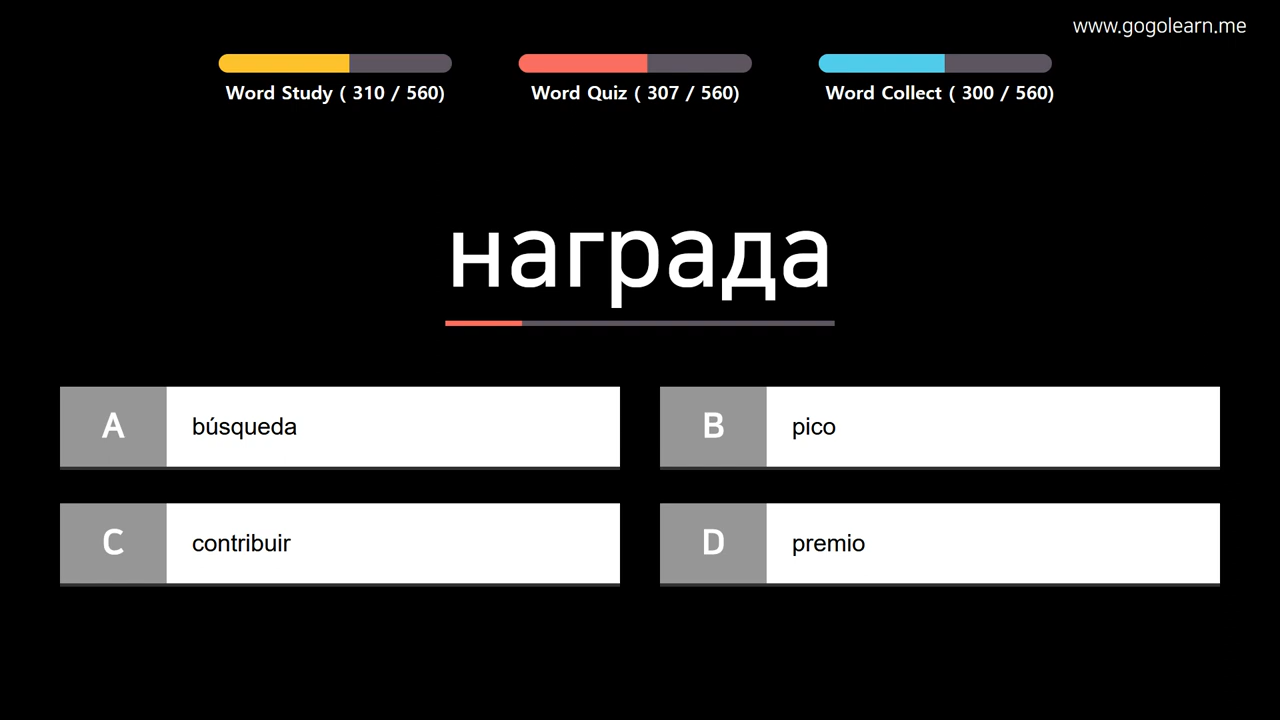 www.gogolearn.me
Word Study ( 310 / 560)
Word Quiz ( 307 / 560)
Word Collect ( 300 / 560)
награда
A
búsqueda
B
pico
C
contribuir
D
premio